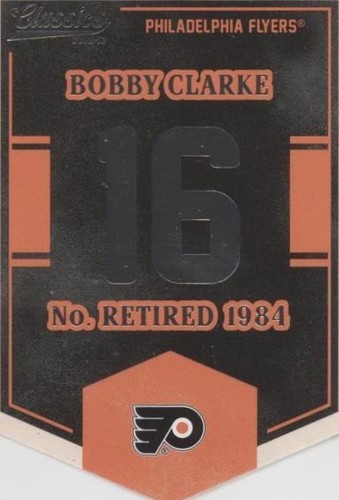 Classics
PHILADELPHIA FLYERS®
BOBBY CLARKE
16
No. RETIRED 1984
®